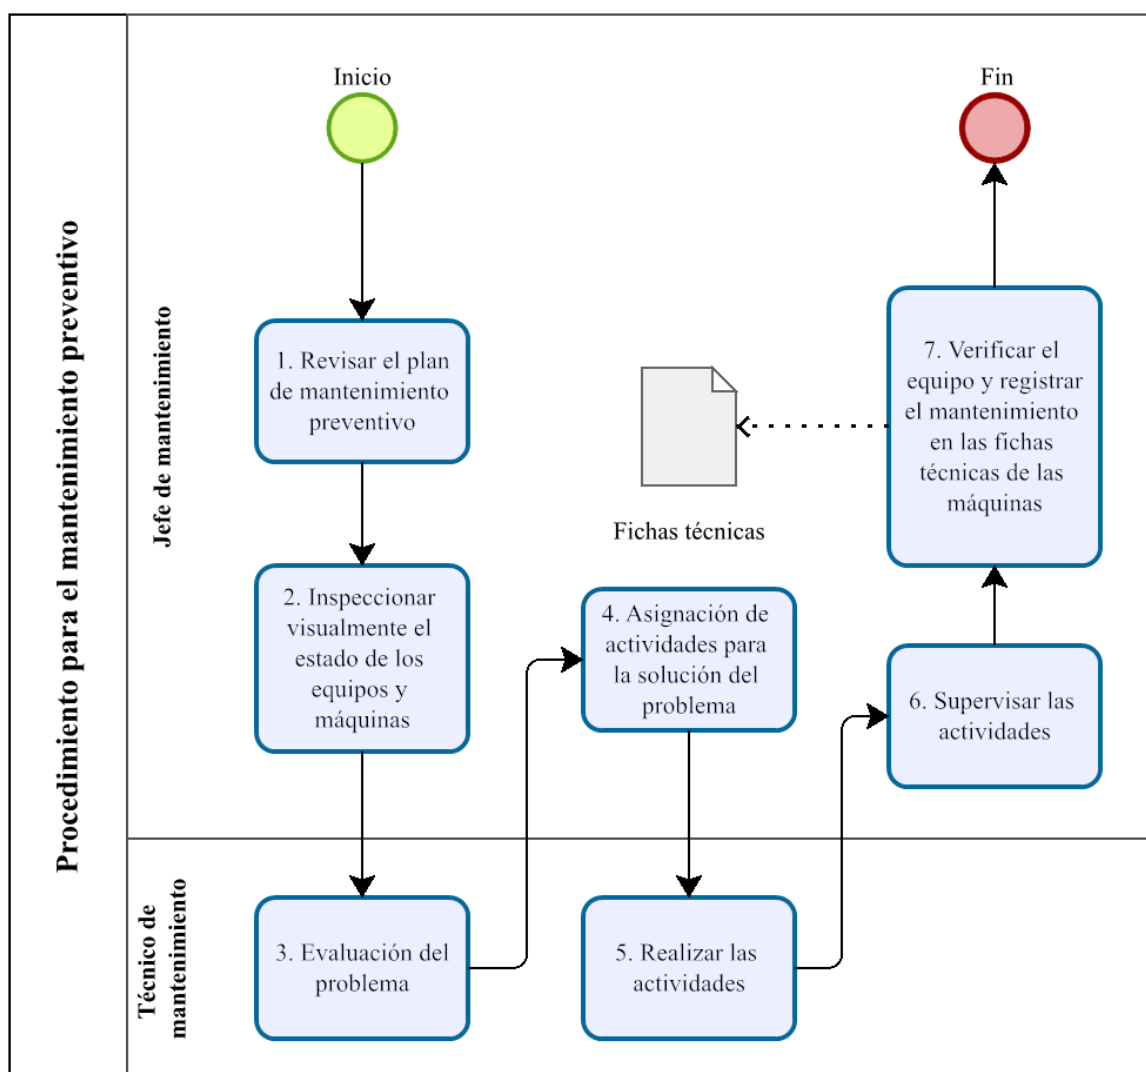 Procedimiento para el mantenimiento preventivo
Jefe de mantenimiento
Inicio
Fin
1. Revisar el plan
de mantenimiento
preventivo
2. Inspeccionar
visualmente el
estado de los
equipos y
máquinas
Fichas técnicas
4. Asignación de
actividades para
la solución del
problema
7. Verificar el
equipo y registrar
el mantenimiento
en las fichas
técnicas de las
máquinas
6. Supervisar las
actividades
Técnico de
mantenimiento
3. Evaluación del
problema
5. Realizar las
actividades